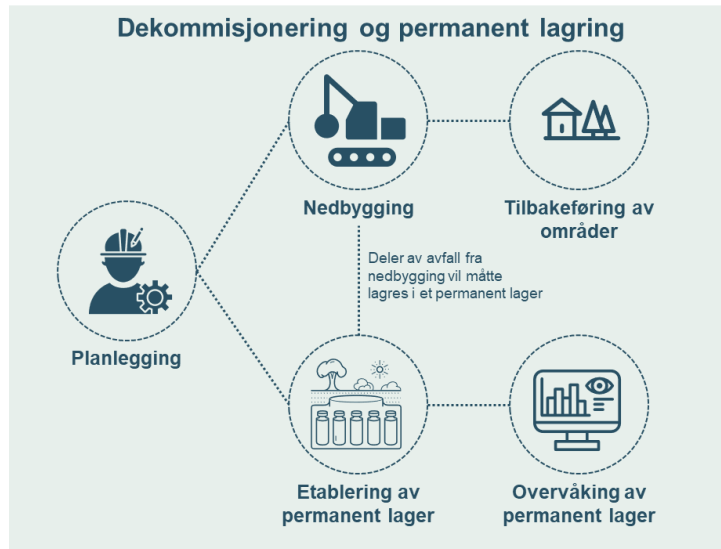 Dekommisjonering og permanent lagring
Nedbygging
Tilbakeføring av
områder
Deler av avfall fra
nedbygging vil måtte
lagres i et permanent lager
Planlegging
Etablering av
permanent lager
Overvåking av
permanent lager